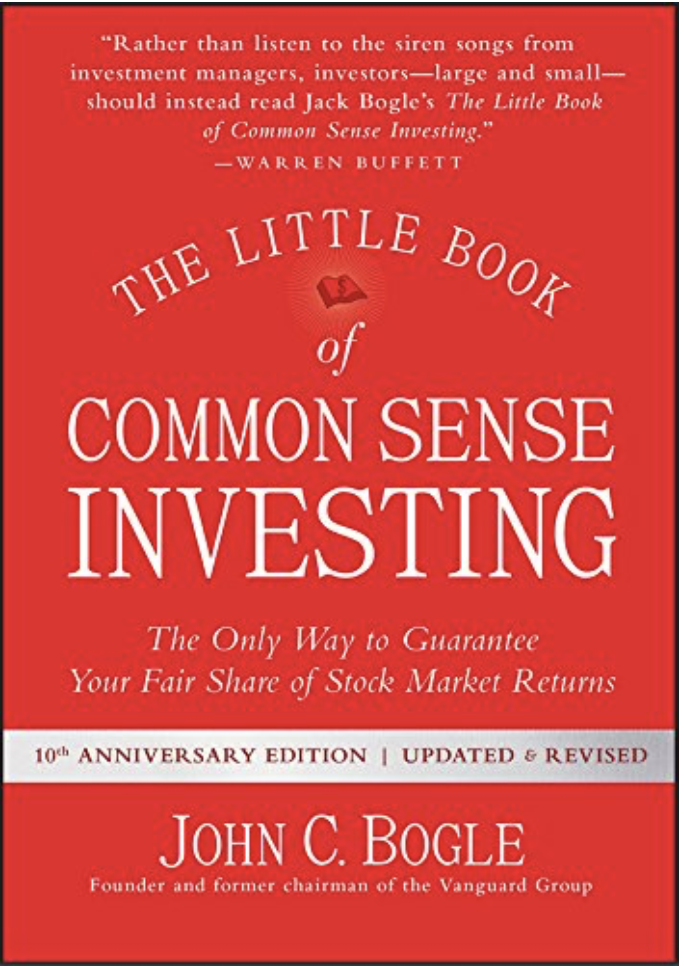 “Rather than listen to the siren songs from
investment managers, investors—large and small—
should instead read Jack Bogle’s The Little Book
of Common Sense Investing.”
—WARREN BUFFETT
THE LITTLE BOOK
$
of
COMMON SENSE
INVESTING
The Only Way to Guarantee
Your Fair Share of Stock Market Returns
10th ANNIVERSARY EDITION | UPDATED & REVISED
JOHN C. BOGLE
Founder and former chairman of the Vanguard Group